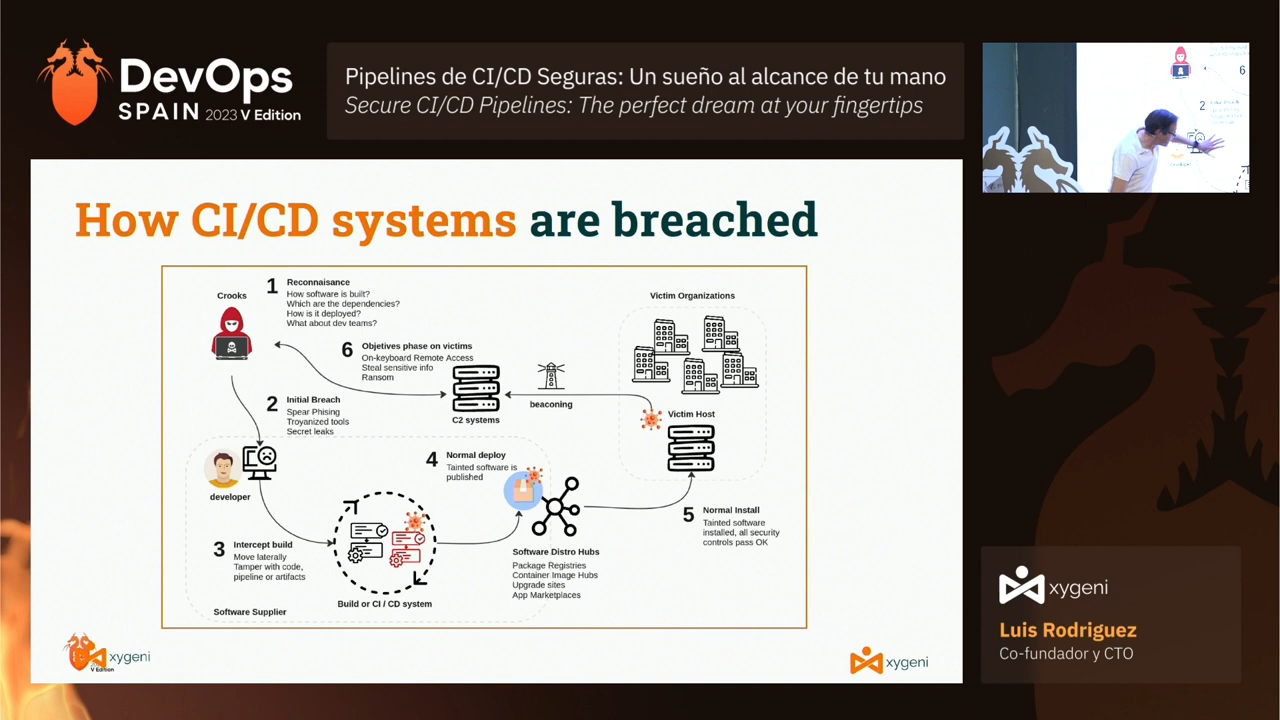 DevOps
SPAIN 2023 V Edition
Pipelines de CI/CD Seguras: Un sueño al alcance de tu mano
Secure CI/CD Pipelines: The perfect dream at your fingertips
6
2
How CI/CD systems are breached
Crooks
1 Reconnaisance
How software is built?
Which are the dependencies?
How is it deployed?
What about dev teams?
Victim Organizations
6 Objetives phase on victims
On-keyboard Remote Access
Steal sensitive info
Ransom
C2 systems
beaconing
Victim Host
2 Initial Breach
Spear Phising
Troyanized tools
Secret leaks
developer
4 Normal deploy
Tainted software is
published
3 Intercept build
Move laterally
Tamper with code,
pipeline or artifacts
Build or CI / CD system
Software Supplier
Software Distro Hubs
Package Registries
Container Image Hubs
Upgrade sites
App Marketplaces
5 Normal Install
Tainted software
installed, all security
controls pass OK
xygeni
V Edition
xygeni
xygeni
Luis Rodriguez
Co-fundador y CTO